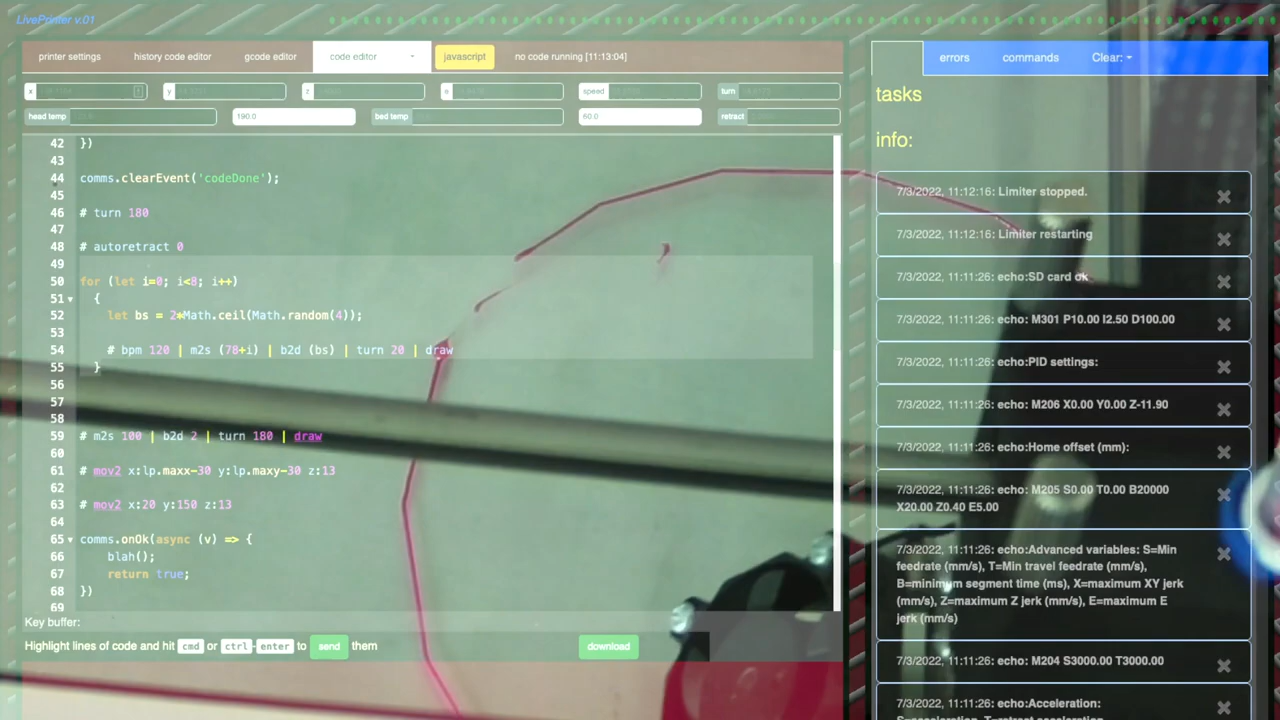 LivePrinter v.01
printer settings
history code editor
gcode editor
code editor
javascript
no code running [11:13:04]
x
y
z
speed
turn
head temp
190.0
bed temp
60.0
retract
42 })
43
44 comms.clearEvent('codeDone');
45
46 # turn 180
47
48 # autoretract 0
49
50 for (let i=0; i<8; i++)
51 {
52 let bs = 2*Math.ceil(Math.random(4));
53
54 # bpm 120 | m2s (78+i) | b2d (bs) | turn 20 | draw
55 }
56
57
58
59 # m2s 100 | b2d 2 | turn 180 | draw
60
61 # mov2 x:lp.maxx-30 y:lp.maxy-30 z:13
62
63 # mov2 x:20 y:150 z:13
64
65 comms.onOk(async (v) => {
66 blah();
67 return true;
68 })
69
Key buffer:
Highlight lines of code and hit cmd or ctrl-enter to send them
download
errors
commands
Clear:
tasks
info:
7/3/2022, 11:12:16: Limiter stopped.
7/3/2022, 11:12:16: Limiter restarting
7/3/2022, 11:11:26: echo:SD card ok
7/3/2022, 11:11:26: echo: M301 P10.00 I2.50 D100.00
7/3/2022, 11:11:26: echo:PID settings:
7/3/2022, 11:11:26: echo: M206 X0.00 Y0.00 Z-11.90
7/3/2022, 11:11:26: echo:Home offset (mm):
7/3/2022, 11:11:26: echo: M205 S0.00 T0.00 B20000
X20.00 Z0.40 E5.00
7/3/2022, 11:11:26: echo:Advanced variables: S=Min
feedrate (mm/s), T=Min travel feedrate (mm/s),
B=minimum segment time (ms), X=maximum XY jerk
(mm/s), Z=maximum Z jerk (mm/s), E=maximum E
jerk (mm/s)
7/3/2022, 11:11:26: echo: M204 S3000.00 T3000.00
7/3/2022, 11:11:26: echo:Acceleration: